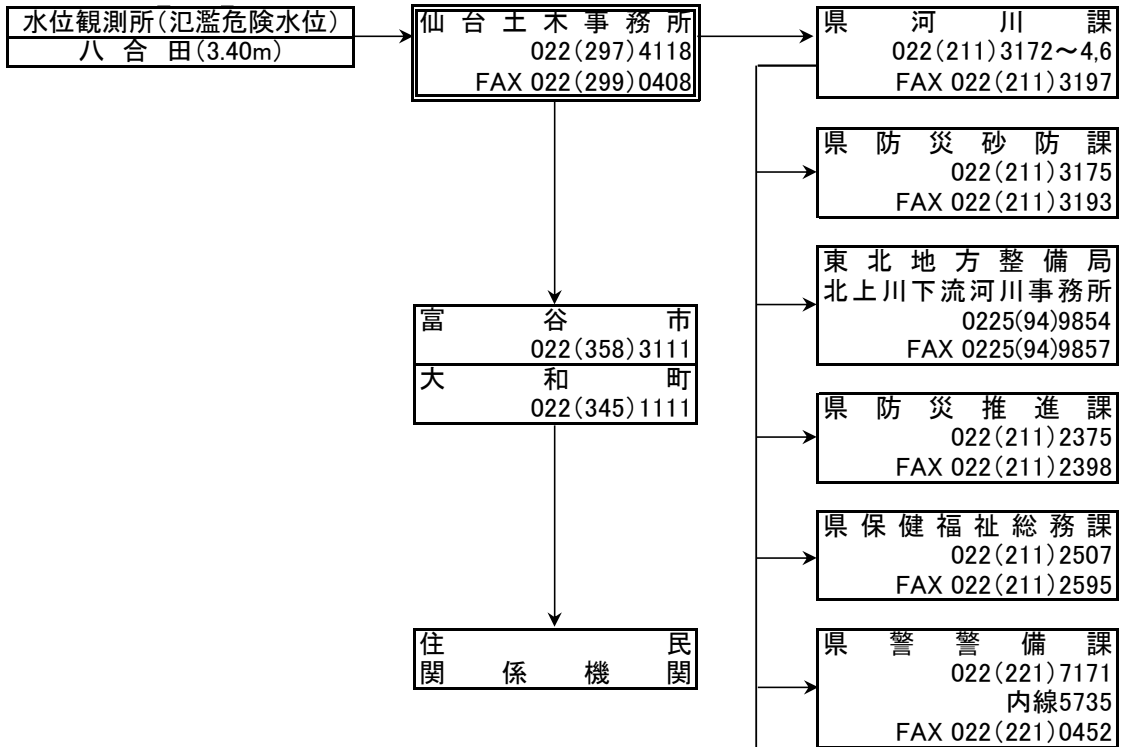 水位観測所(氾濫危険水位)
八合田(3.40m)
仙台土木事務所
022(297)4118
FAX 022(299)0408
富谷市
022(358)3111
大和町
022(345)1111
住民
関係機関
県河川課
022(211)3172～4,6
FAX 022(211)3197
県防災砂防課
022(211)3175
FAX 022(211)3193
東北地方整備局
北上川下流河川事務所
0225(94)9854
FAX 0225(94)9857
県防災推進課
022(211)2375
FAX 022(211)2398
県保健福祉総務課
022(211)2507
FAX 022(211)2595
県警警備課
022(221)7171
内線5735
FAX 022(221)0452